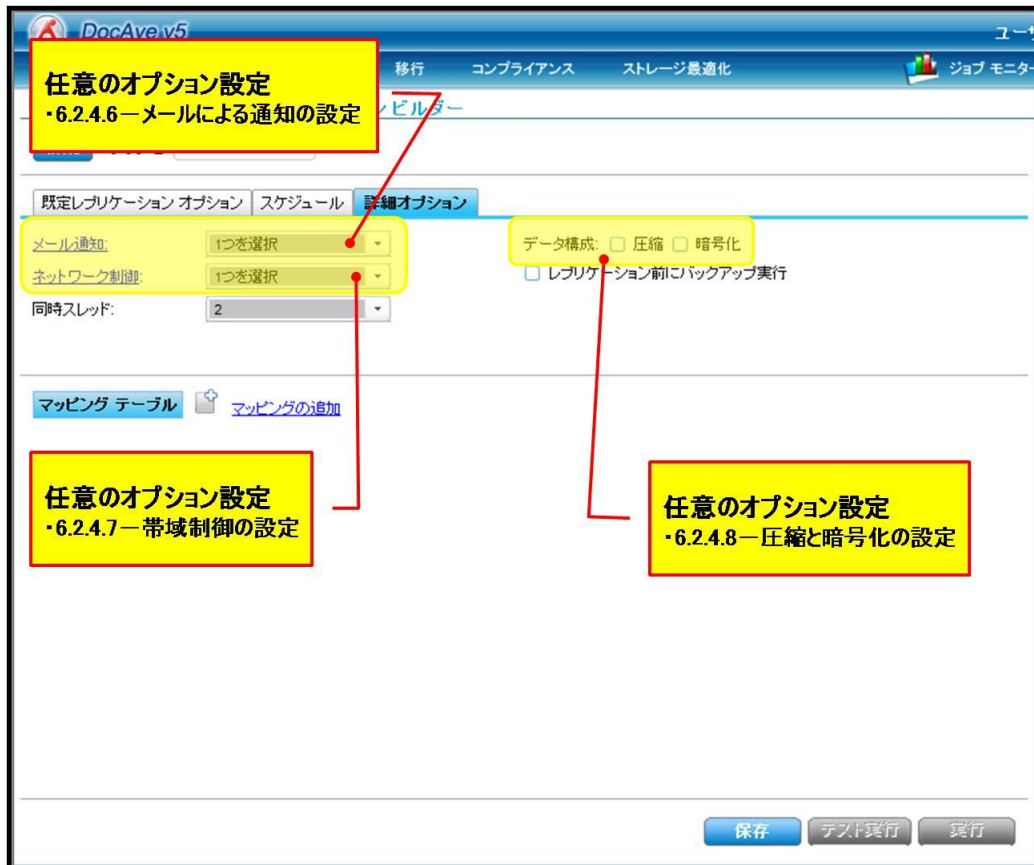 DocAve v5
ユーザ
移行 コンプライアンス ストレージ最適化 ジョブ モニター
任意のオプション設定
・6.2.4.6－メールによる通知の設定
ンビルダー
既定レプリケーション オプション スケジュール 詳細オプション
メール通知: 1つを選択 データ構成: 圧縮 暗号化
ネットワーク制御: 1つを選択 レプリケーション前にバックアップ実行
同時スレッド: 2
マッピング テーブル マッピングの追加
任意のオプション設定
・6.2.4.7－帯域制御の設定
任意のオプション設定
・6.2.4.8－圧縮と暗号化の設定
保存 テスト実行 実行